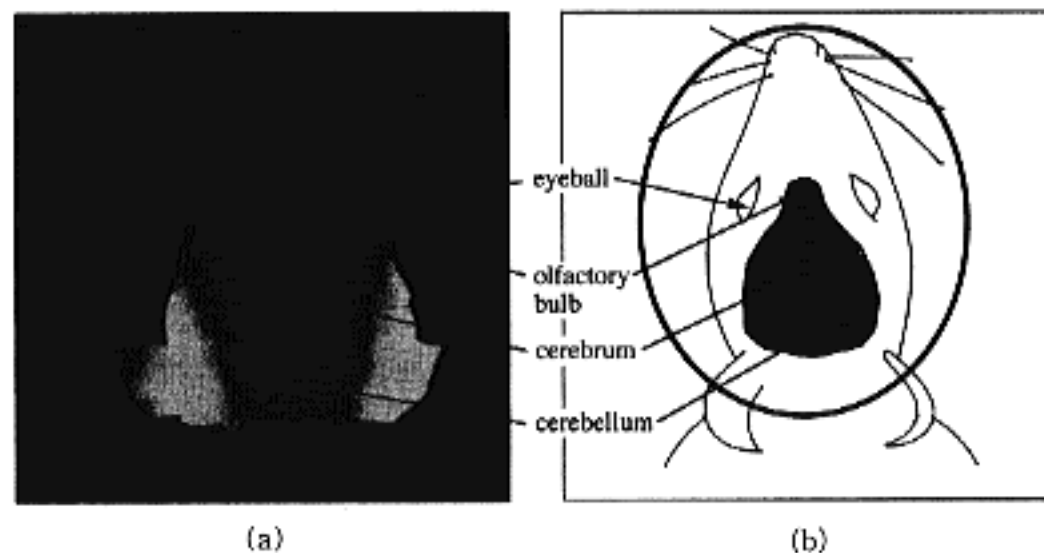 eyeball
olfactory
bulb
cerebrum
cerebellum
(a)
(b)